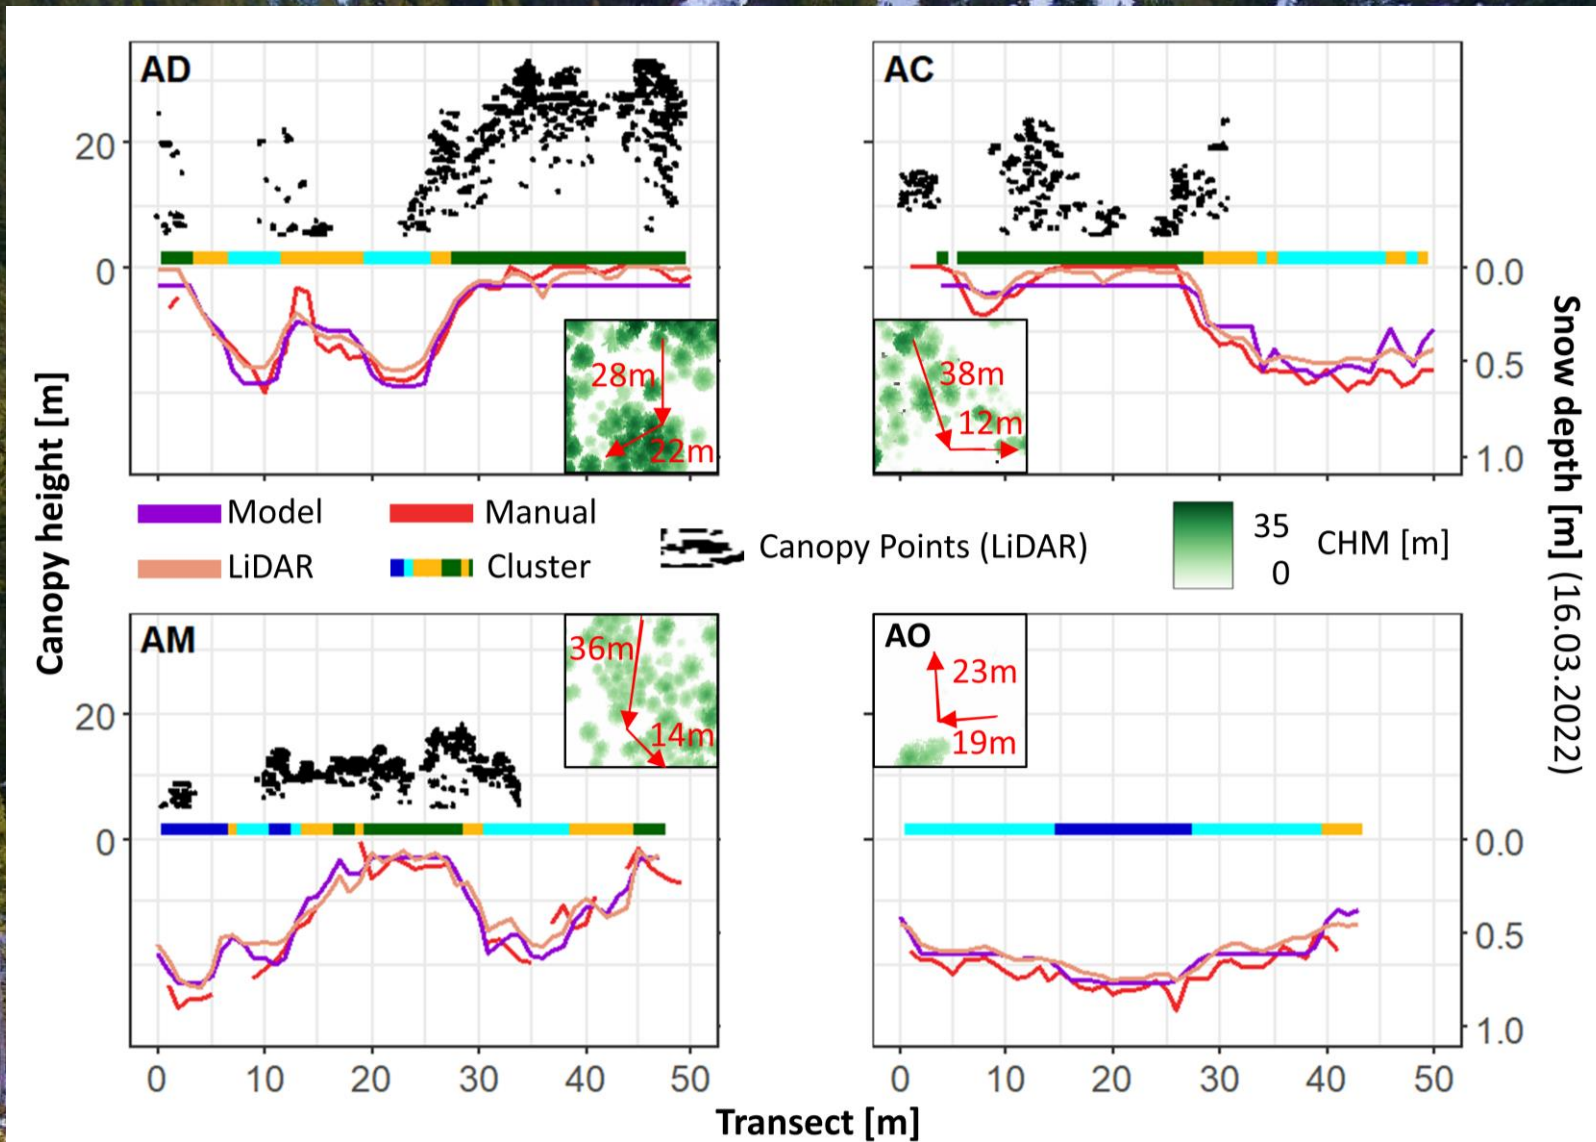 AD
AC
20
0
28m
22m
38m
12m
0.0
0.5
1.0
Canopy height [m]
Snow depth [m] (16.03.2022)
Model
Manual
LiDAR
Cluster
Canopy Points (LiDAR)
35
0
CHM [m]
AM
AO
36m
14m
23m
19m
20
0
0.0
0.5
1.0
0 10 20 30 40 50
0 10 20 30 40 50
Transect [m]